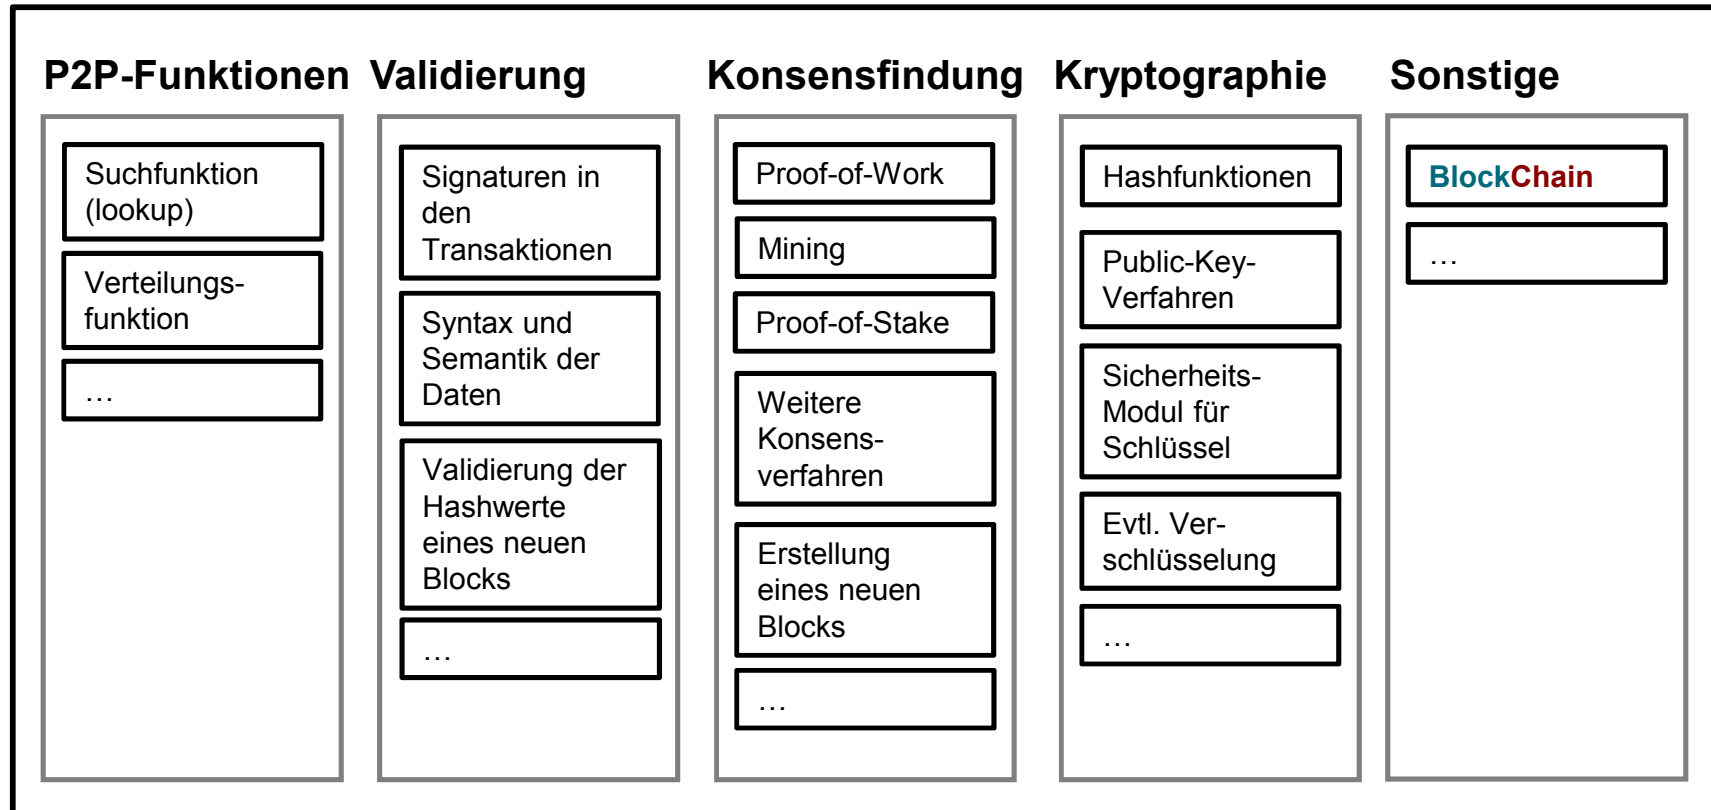 P2P-Funktionen
Suchfunktion
(lookup)
Verteilungs-
funktion
…
Validierung
Signaturen in
den
Transaktionen
Syntax und
Semantik der
Daten
Validierung der
Hashwerte
eines neuen
Blocks
…
Konsensfindung
Proof-of-Work
Mining
Proof-of-Stake
Weitere
Konsens-
verfahren
Erstellung
eines neuen
Blocks
…
Kryptographie
Hashfunktionen
Public-Key-
Verfahren
Sicherheits-
Modul für
Schlüssel
Evtl. Ver-
schlüsselung
…
Sonstige
BlockChain
…